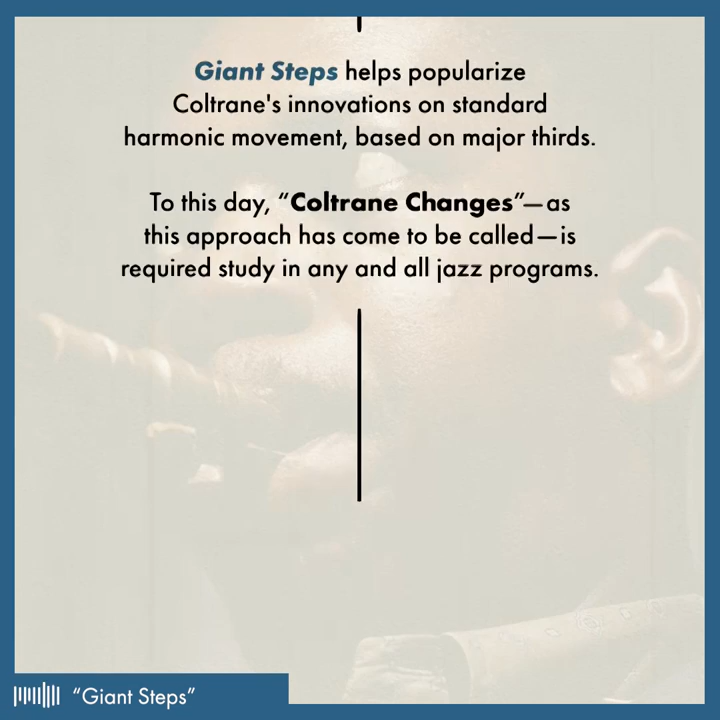 Giant Steps helps popularize
Coltrane's innovations on standard
harmonic movement, based on major thirds.
To this day, “Coltrane Changes”—as
this approach has come to be called—is
required study in any and all jazz programs.
“Giant Steps”